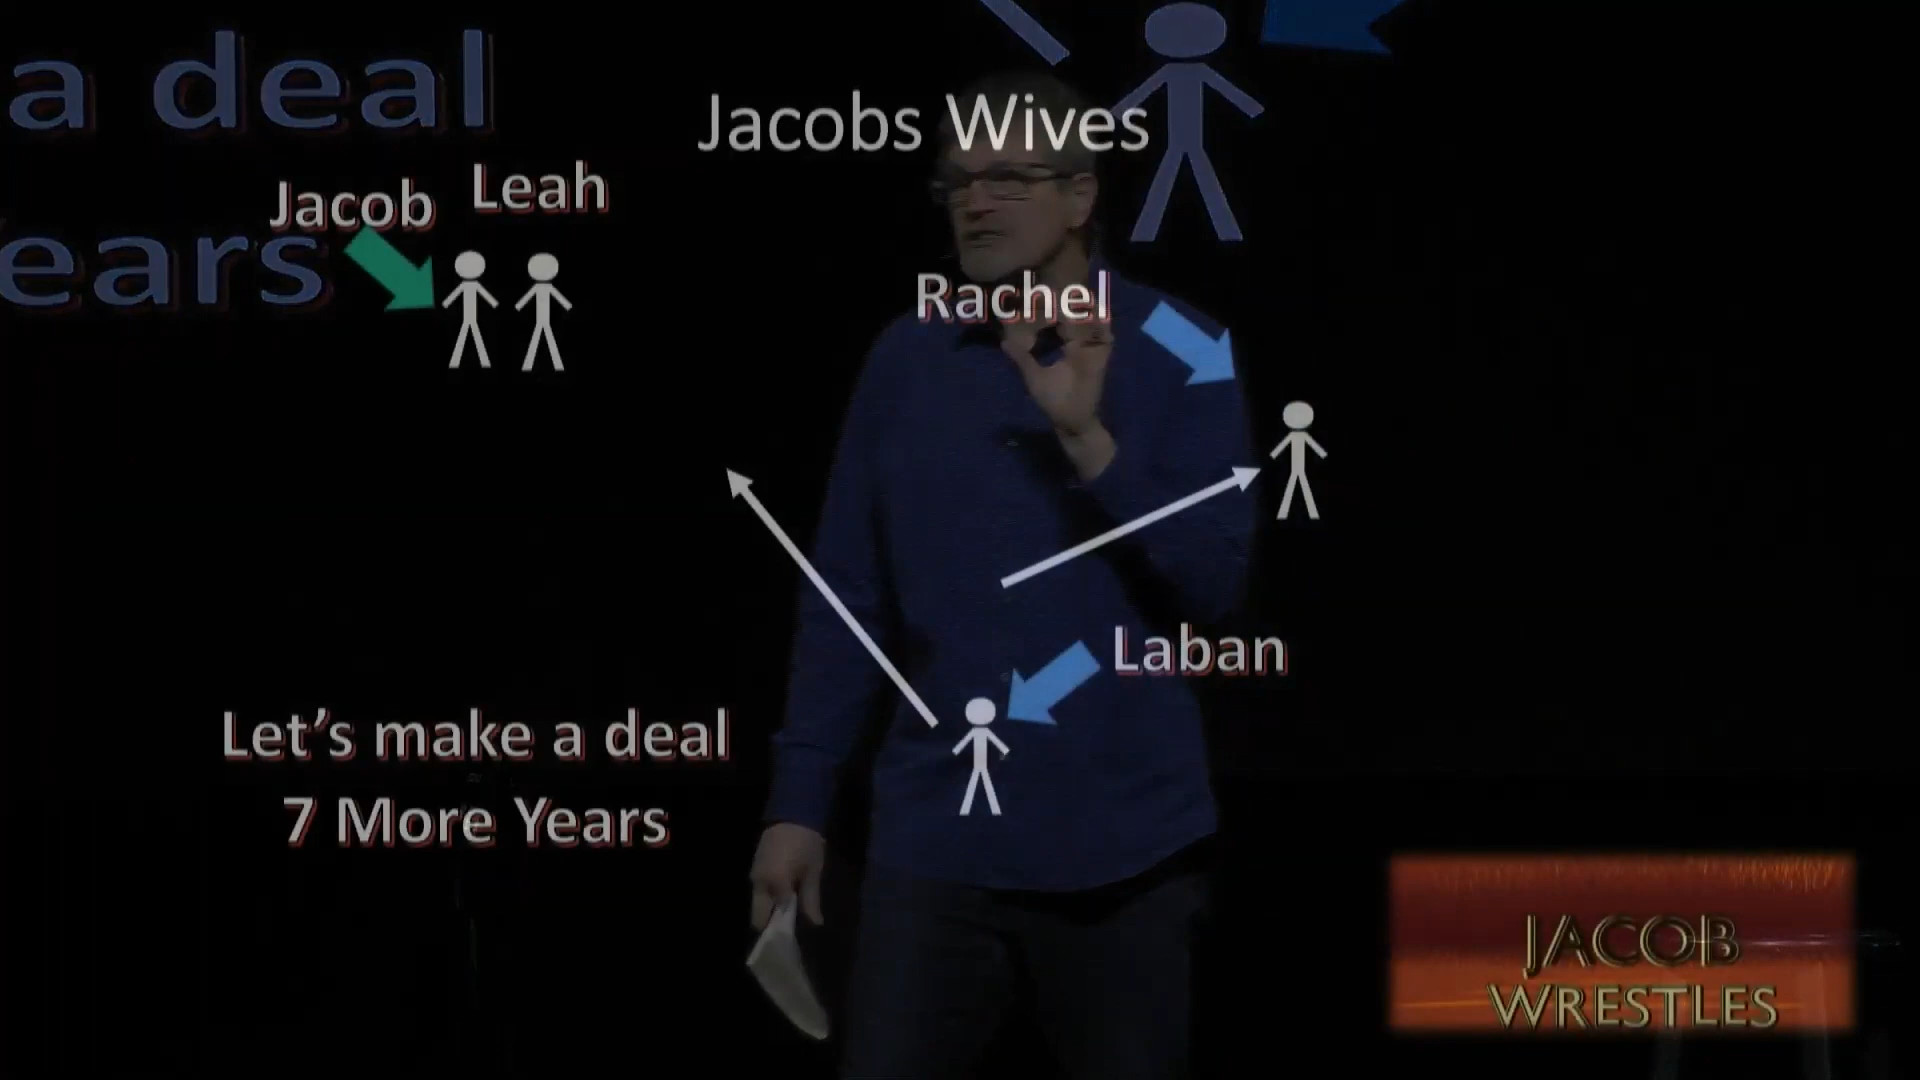 a deal
ears
Jacobs Wives
Jacob
Leah
Rachel
Laban
Let’s make a deal
7 More Years
JACOB
WRESTLES